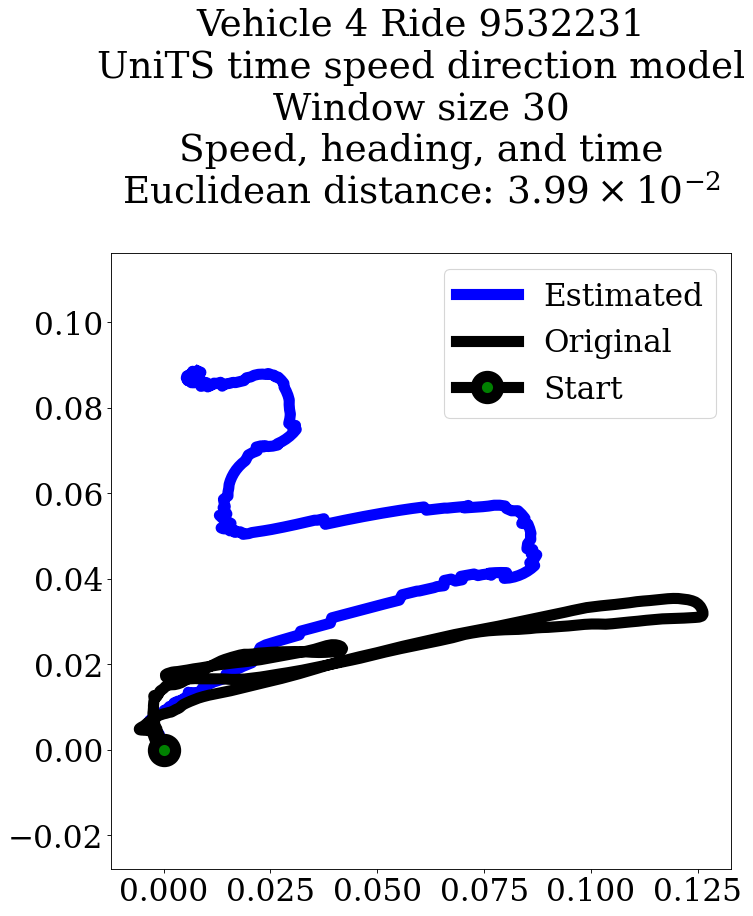 Vehicle 4 Ride 9532231
UniTS time speed direction model
Window size 30
Speed, heading, and time
Euclidean distance: 3.99 × 10⁻²
Estimated
Original
Start
0.10
0.08
0.06
0.04
0.02
0.00
−0.02
0.000 0.025 0.050 0.075 0.100 0.125